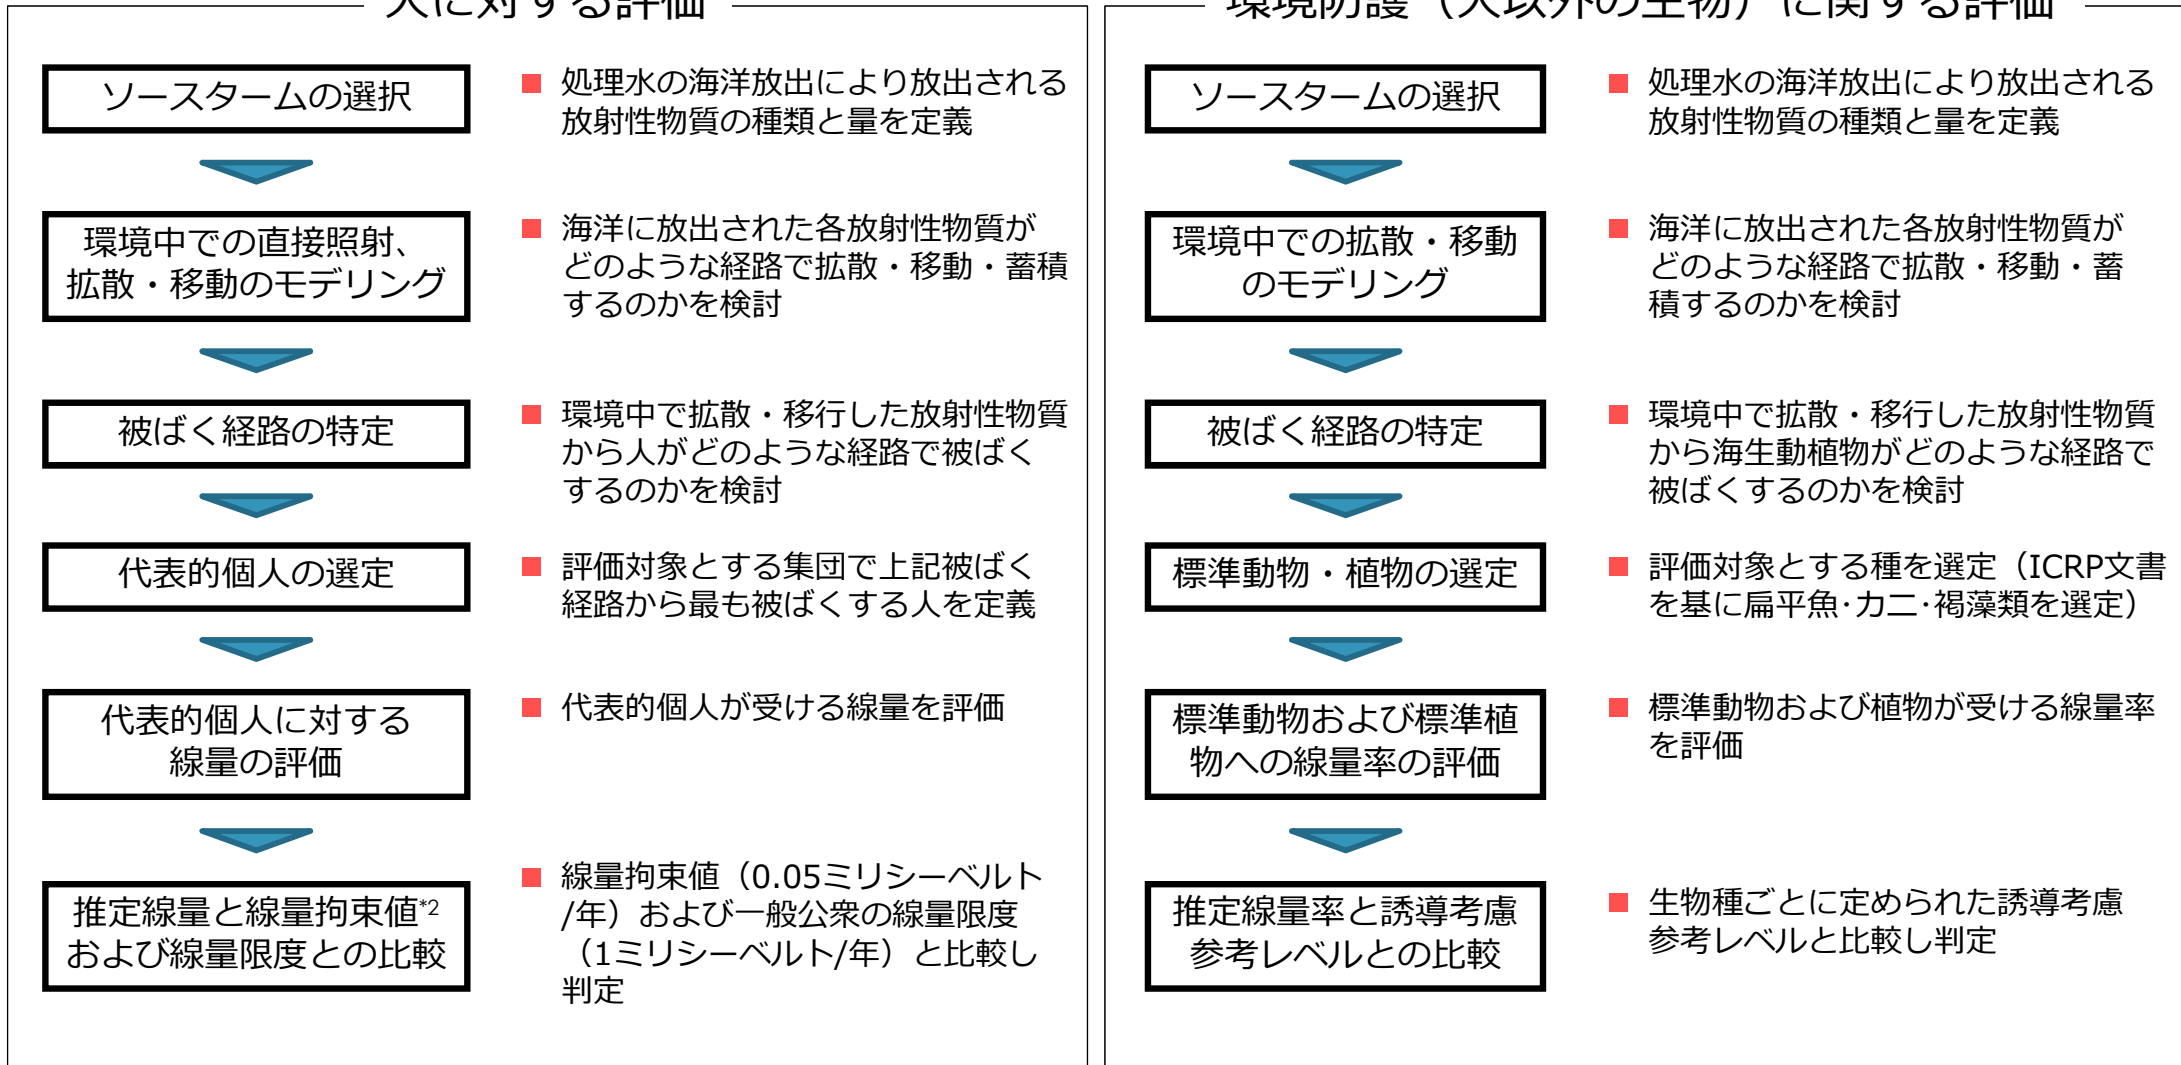 人に対する評価
ソースタームの選択
処理水の海洋放出により放出される
放射性物質の種類と量を定義
環境中での直接照射、
拡散・移動のモデリング
海洋に放出された各放射性物質が
どのような経路で拡散・移動・蓄積
するのかを検討
被ばく経路の特定
環境中で拡散・移行した放射性物質
から人がどのような経路で被ばく
するのかを検討
代表的個人の選定
評価対象とする集団で上記被ばく
経路から最も被ばくする人を定義
代表的個人に対する
線量の評価
代表的個人が受ける線量を評価
推定線量と線量拘束値*2
および線量限度との比較
線量拘束値（0.05ミリシーベルト
/年）および一般公衆の線量限度
（1ミリシーベルト/年）と比較し
判定
環境防護（人以外の生物）に関する評価
ソースタームの選択
処理水の海洋放出により放出される
放射性物質の種類と量を定義
環境中での拡散・移動
のモデリング
海洋に放出された各放射性物質が
どのような経路で拡散・移動・蓄
積するのかを検討
被ばく経路の特定
環境中で拡散・移行した放射性物質
から海生動植物がどのような経路で
被ばくするのかを検討
標準動物・植物の選定
評価対象とする種を選定（ICRP文書
を基に扁平魚･カニ･褐藻類を選定）
標準動物および標準植
物への線量率の評価
標準動物および植物が受ける線量率
を評価
推定線量率と誘導考慮
参考レベルとの比較
生物種ごとに定められた誘導考慮
参考レベルと比較し判定